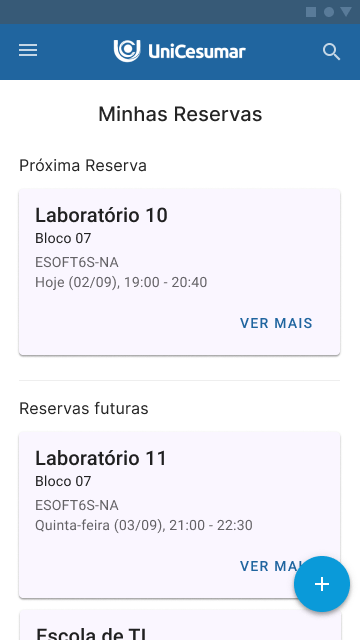 UniCesumar
Minhas Reservas
Próxima Reserva
Laboratório 10
Bloco 07
ESOFT6S-NA
Hoje (02/09), 19:00 - 20:40
VER MAIS
Reservas futuras
Laboratório 11
Bloco 07
ESOFT6S-NA
Quinta-feira (03/09), 21:00 - 22:30
VER MAI
Escola de TI